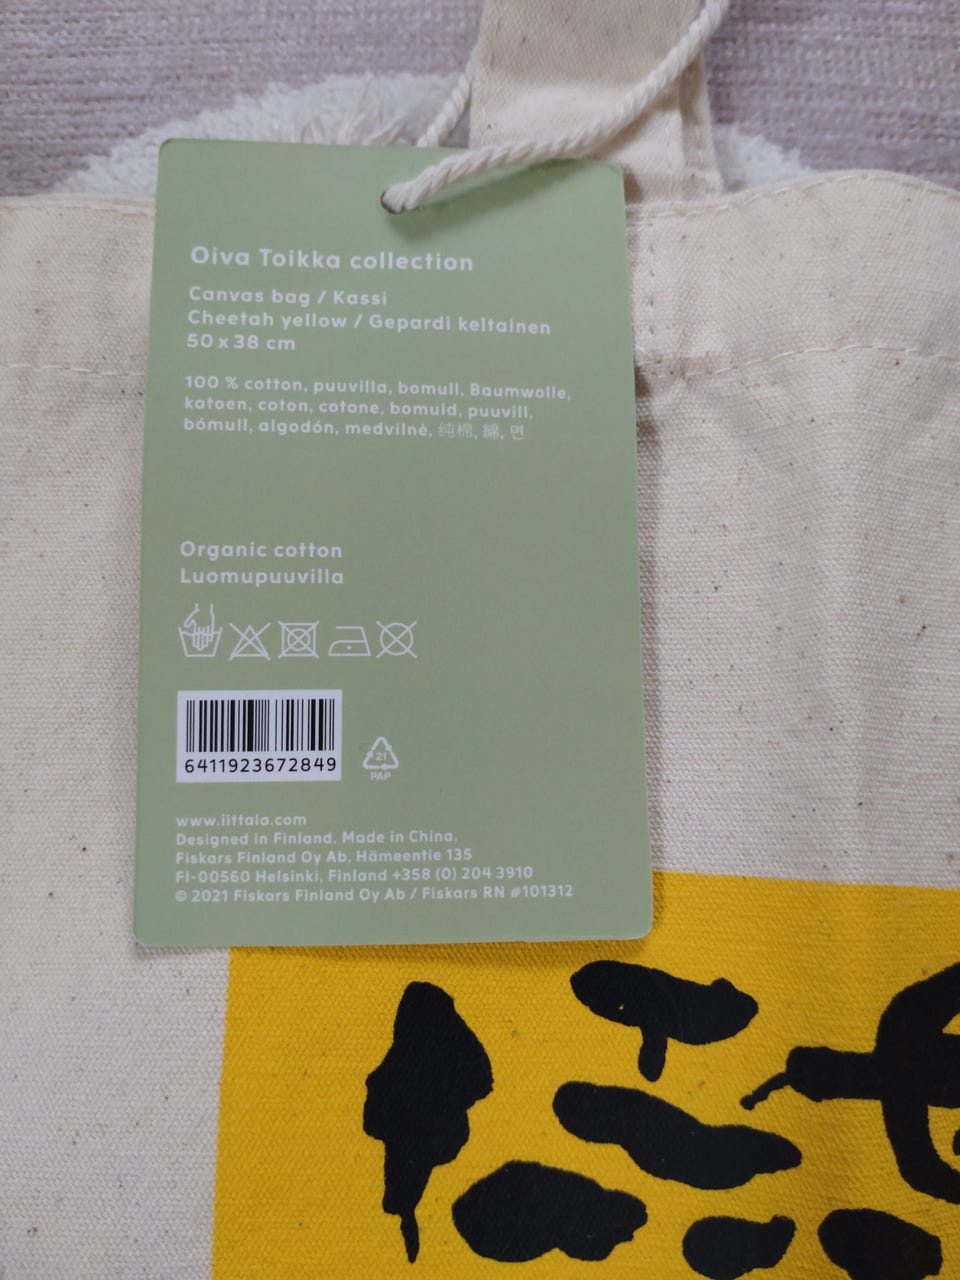 Oiva Toikka collection
Canvas bag / Kassi
Cheetah yellow / Gepardi keltainen
50 x 38 cm
100 % cotton, puuvilla, bomull, Baumwolle,
katoen, coton, cotone, bomuld, puuvill,
bómull, algodón, medvilnė, 纯棉, 綿, 면
Organic cotton
Luomupuuvilla
6411923672849
21
PAP
www.iittala.com
Designed in Finland. Made in China.
Fiskars Finland Oy Ab, Hämeentie 135
FI-00560 Helsinki, Finland +358 (0) 204 3910
© 2021 Fiskars Finland Oy Ab / Fiskars RN #101312